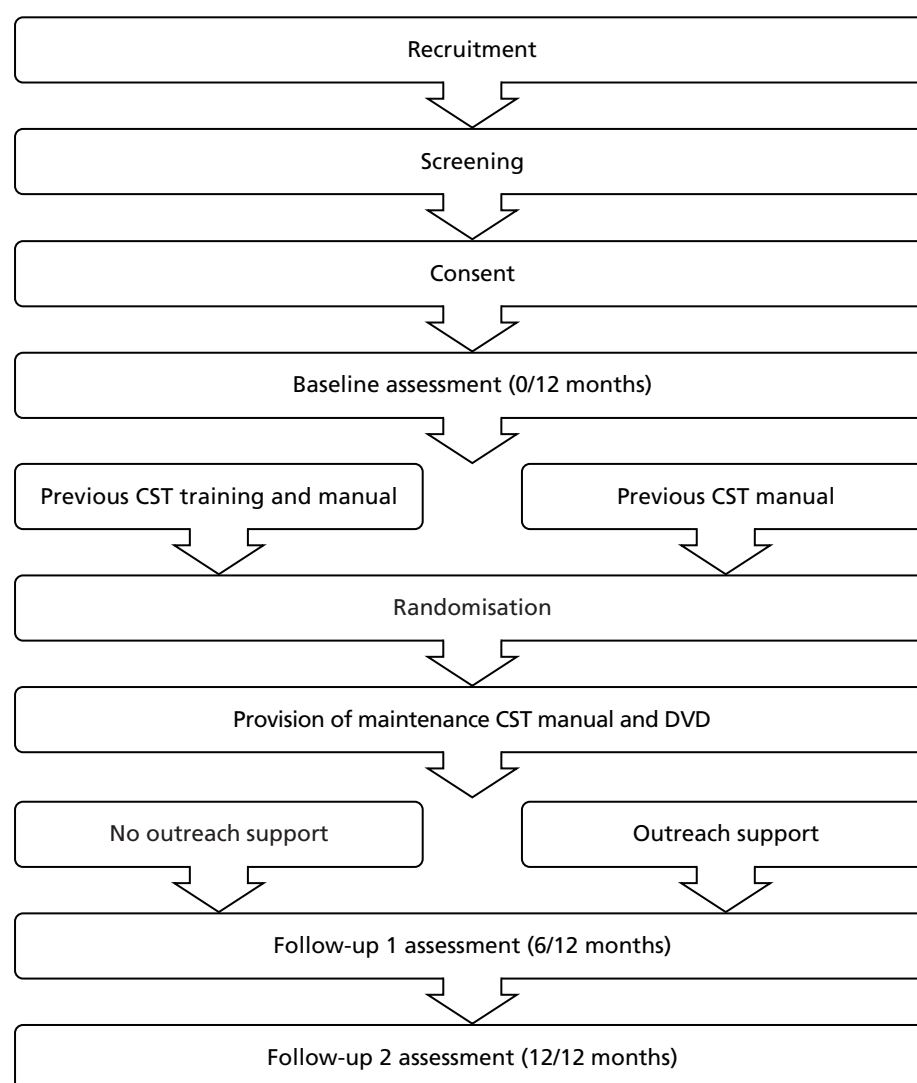 Recruitment
Screening
Consent
Baseline assessment (0/12 months)
Previous CST training and manual
Previous CST manual
Randomisation
Provision of maintenance CST manual and DVD
No outreach support
Outreach support
Follow-up 1 assessment (6/12 months)
Follow-up 2 assessment (12/12 months)